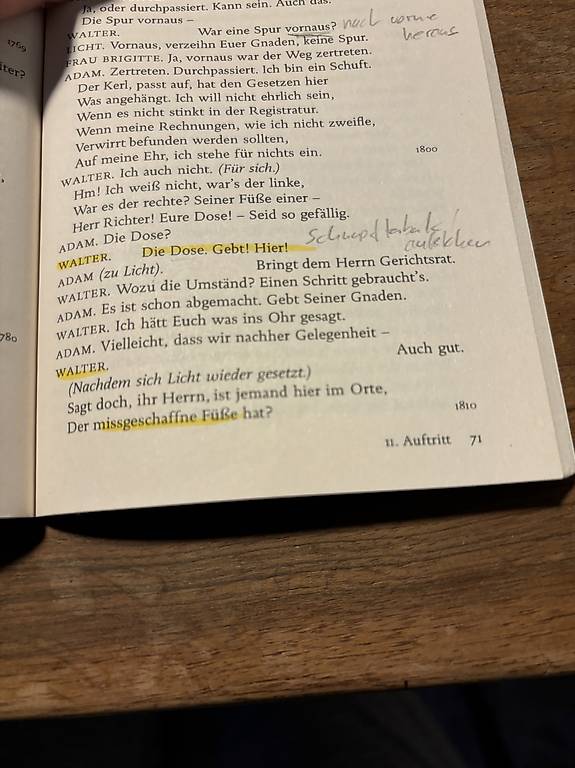 Ja, oder durchpassiert. Kann sein. Auch das.
Die Spur vornaus –
WALTER. War eine Spur vornaus? nach vorne
LICHT. Vornaus, verzeihn Euer Gnaden, keine Spur. heraus
FRAU BRIGITTE. Ja, vornaus war der Weg zertreten.
ADAM. Zertreten. Durchpassiert. Ich bin ein Schuft.
Der Kerl, passt auf, hat den Gesetzen hier
Was angehängt. Ich will nicht ehrlich sein,
Wenn es nicht stinkt in der Registratur.
Wenn meine Rechnungen, wie ich nicht zweifle,
Verwirrt befunden werden sollten,
Auf meine Ehr, ich stehe für nichts ein. 1800
WALTER. Ich auch nicht. (Für sich.)
Hm! Ich weiß nicht, war's der linke,
War es der rechte? Seiner Füße einer –
Herr Richter! Eure Dose! – Seid so gefällig.
ADAM. Die Dose?
WALTER. Die Dose. Gebt! Hier!
ADAM (zu Licht). Bringt dem Herrn Gerichtsrat.
WALTER. Wozu die Umständ? Einen Schritt gebraucht's.
ADAM. Es ist schon abgemacht. Gebt Seiner Gnaden.
WALTER. Ich hätt Euch was ins Ohr gesagt.
ADAM. Vielleicht, dass wir nachher Gelegenheit –
WALTER. Auch gut.
(Nachdem sich Licht wieder gesetzt.)
Sagt doch, ihr Herrn, ist jemand hier im Orte,
Der missgeschaffne Füße hat? 1810
11. Auftritt 71
1769
iter?
780